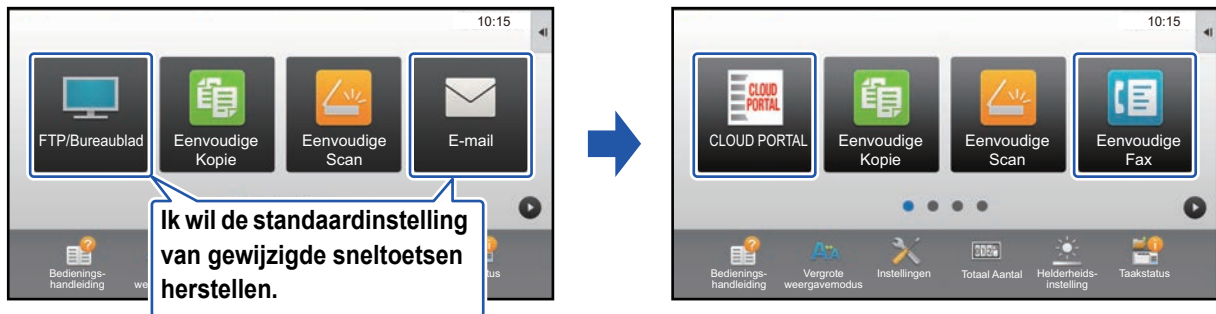 10:15
FTP/Bureaublad
Eenvoudige
Kopie
Eenvoudige
Scan
E-mail
Ik wil de standaardinstelling
van gewijzigde sneltoetsen
herstellen.
Bedienings-
handleiding
10:15
CLOUD
PORTAL
CLOUD PORTAL
Eenvoudige
Kopie
Eenvoudige
Scan
Eenvoudige
Fax
Bedienings-
handleiding
Vergrote
weergavemodus
Instellingen
Totaal Aantal
Helderheids-
instelling
Taakstatus